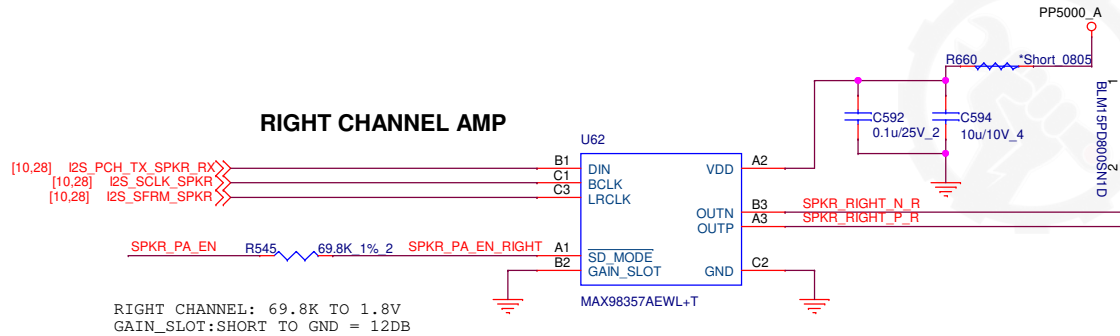 PP5000_A
R660 *Short_0805
BLM15PD800SN1D
1
2
RIGHT CHANNEL AMP
C592
0.1u/25V_2
C594
10u/10V_4
U62
[10,28] I2S_PCH_TX_SPKR_RX B1 DIN VDD A2
[10,28] I2S_SCLK_SPKR C1 BCLK
[10,28] I2S_SFRM_SPKR C3 LRCLK
OUTN B3 SPKR_RIGHT_N_R
OUTP A3 SPKR_RIGHT_P_R
SPKR_PA_EN R545 69.8K_1%_2 SPKR_PA_EN_RIGHT A1 SD_MODE
B2 GAIN_SLOT GND C2
MAX98357AEWL+T
RIGHT CHANNEL: 69.8K TO 1.8V
GAIN_SLOT:SHORT TO GND = 12DB